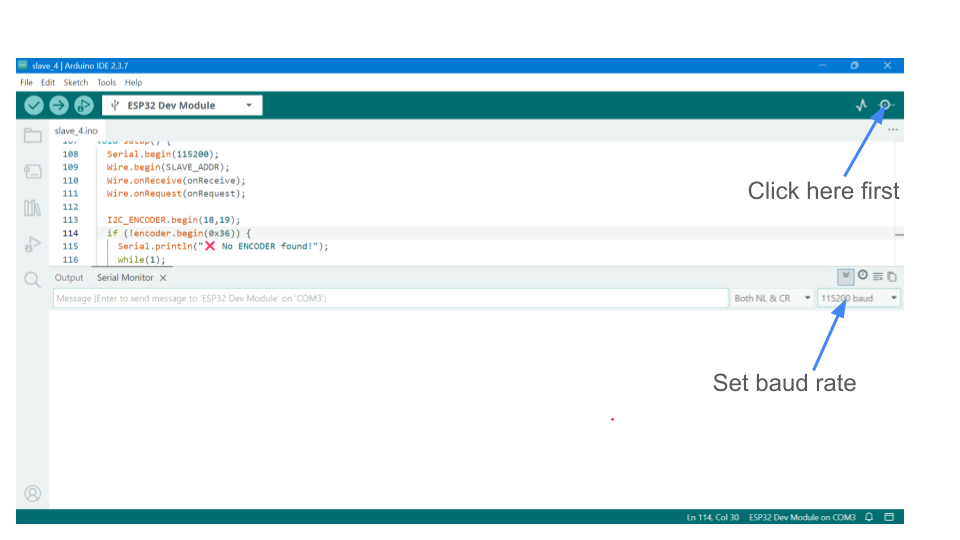 slave_4 | Arduino IDE 2.3.7
File Edit Sketch Tools Help
ESP32 Dev Module
slave_4.ino
107 void setup() {
108 Serial.begin(115200);
109 Wire.begin(SLAVE_ADDR);
110 Wire.onReceive(onReceive);
111 Wire.onRequest(onRequest);
112
113 I2C_ENCODER.begin(18,19);
114 if (!encoder.begin(0x36)) {
115 Serial.println("❌ No ENCODER found!");
116 while(1);
Click here first
Output Serial Monitor
Message (Enter to send message to 'ESP32 Dev Module' on 'COM3')
Both NL & CR
115200 baud
Set baud rate
Ln 114, Col 30 ESP32 Dev Module on COM3